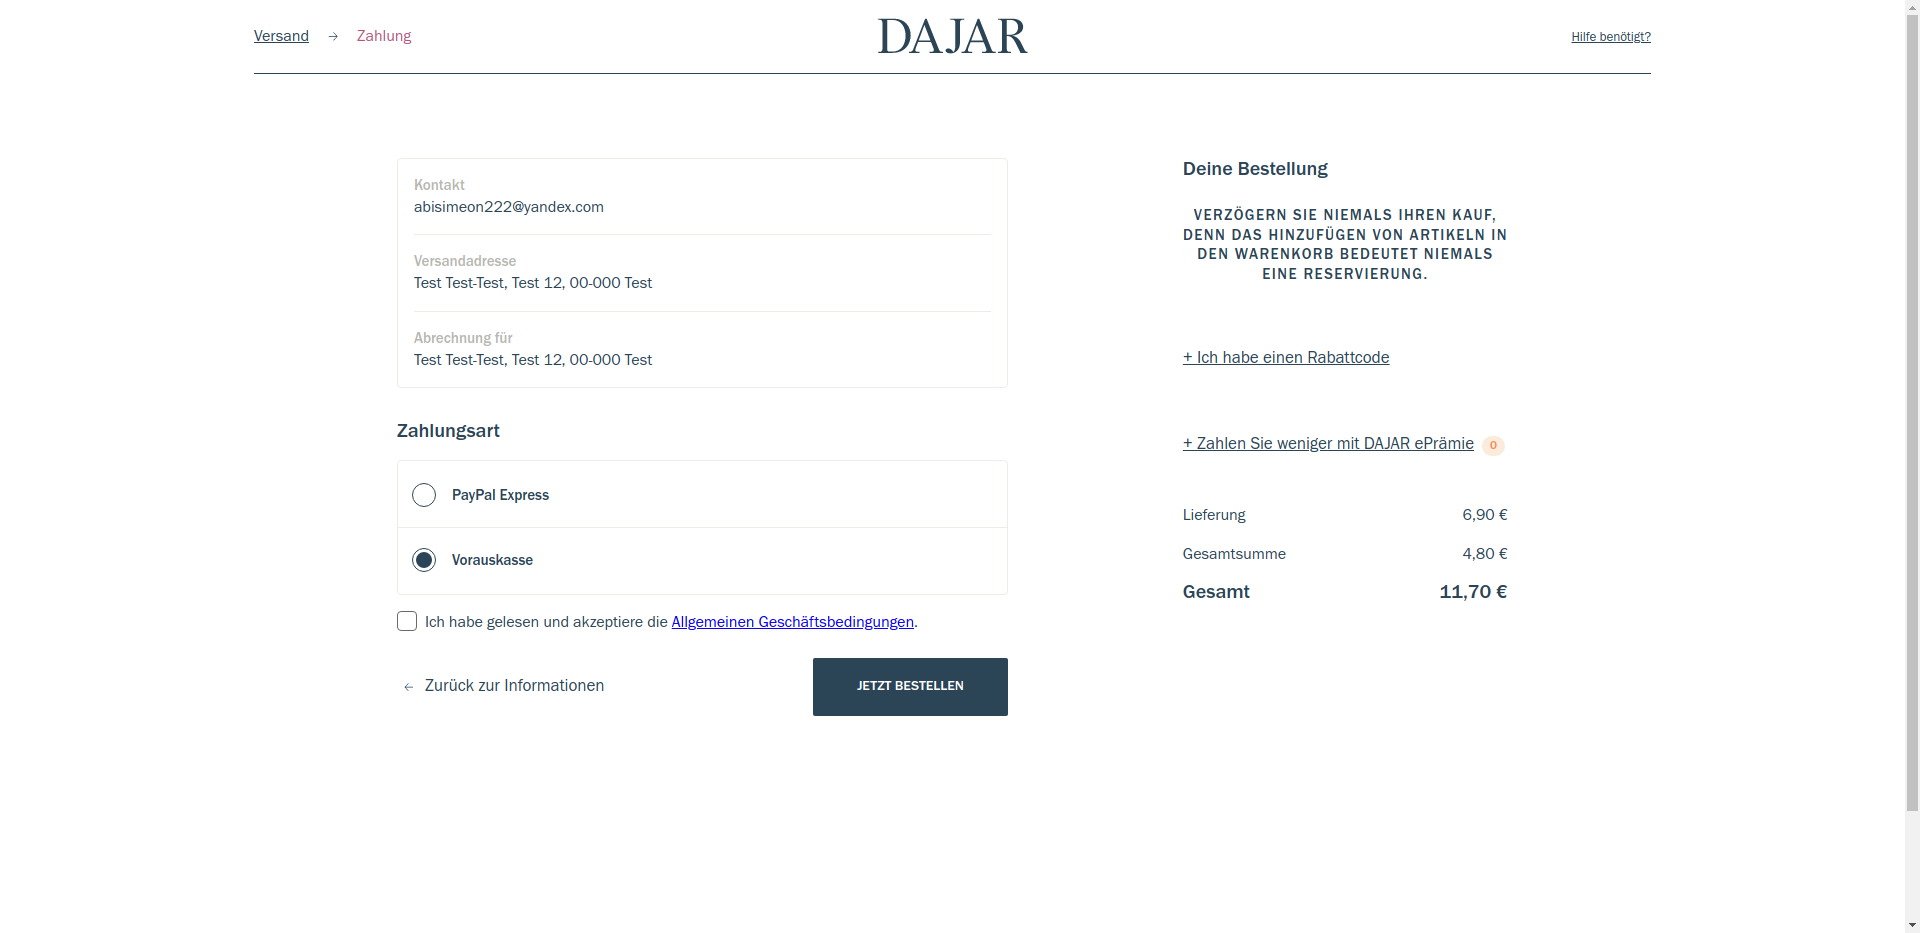 Versand → Zahlung
DAJAR
Hilfe benötigt?
Kontakt
abisimeon222@yandex.com
Versandadresse
Test Test-Test, Test 12, 00-000 Test
Abrechnung für
Test Test-Test, Test 12, 00-000 Test
Zahlungsart
PayPal Express
Vorauskasse
Ich habe gelesen und akzeptiere die Allgemeinen Geschäftsbedingungen.
← Zurück zur Informationen
JETZT BESTELLEN
Deine Bestellung
VERZÖGERN SIE NIEMALS IHREN KAUF,
DENN DAS HINZUFÜGEN VON ARTIKELN IN
DEN WARENKORB BEDEUTET NIEMALS
EINE RESERVIERUNG.
+ Ich habe einen Rabattcode
+ Zahlen Sie weniger mit DAJAR ePrämie 0
Lieferung 6,90 €
Gesamtsumme 4,80 €
Gesamt 11,70 €